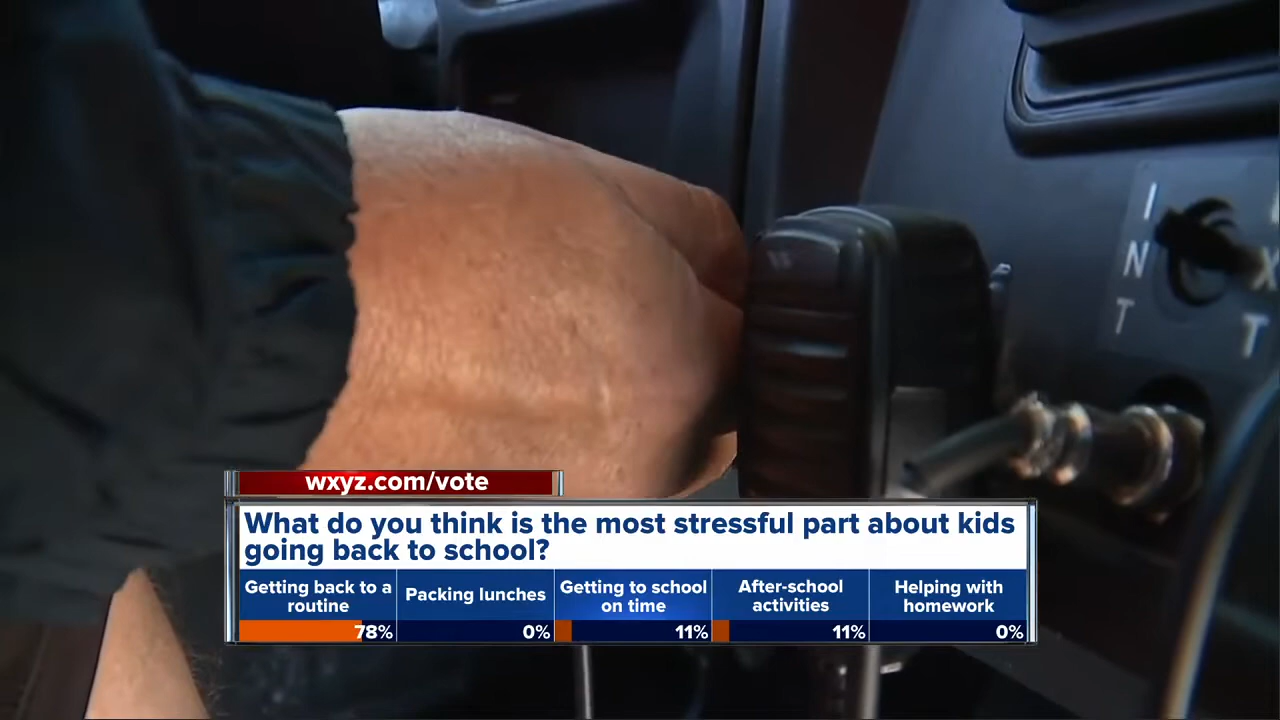 I
N
T
X
T
wxyz.com/vote
What do you think is the most stressful part about kids
going back to school?
Getting back to a
routine
78%
Packing lunches
0%
Getting to school
on time
11%
After-school
activities
11%
Helping with
homework
0%